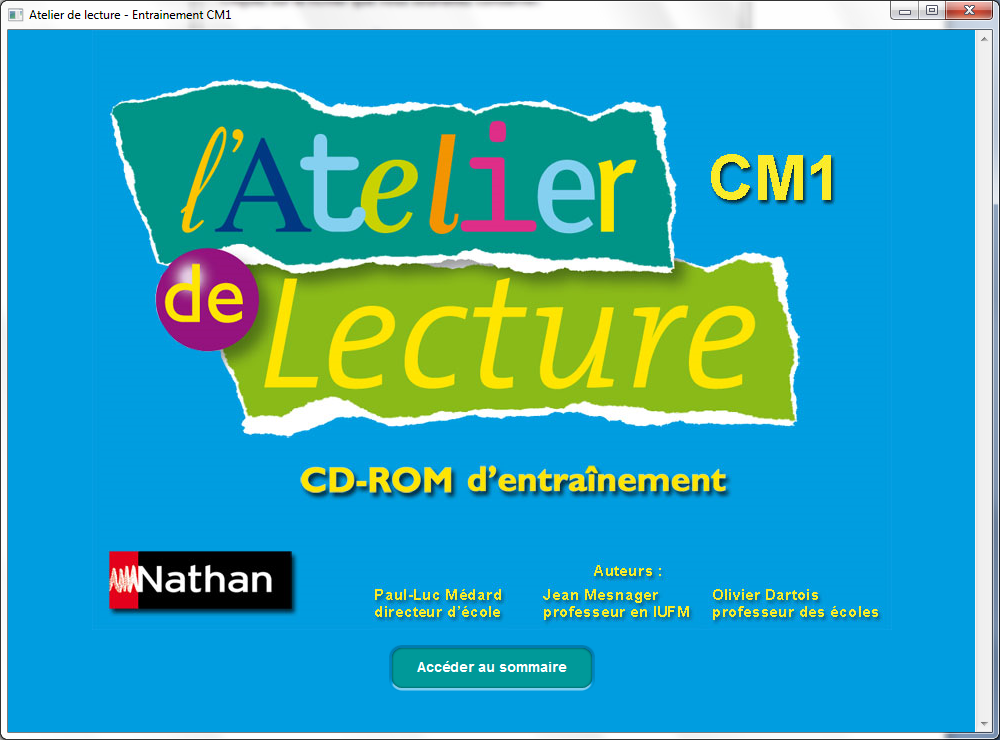 Atelier de lecture - Entrainement CM1
l'Atelier
CM1
de Lecture
CD-ROM d'entraînement
Nathan
Auteurs :
Paul-Luc Médard Jean Mesnager Olivier Dartois
directeur d'école professeur en IUFM professeur des écoles
Accéder au sommaire